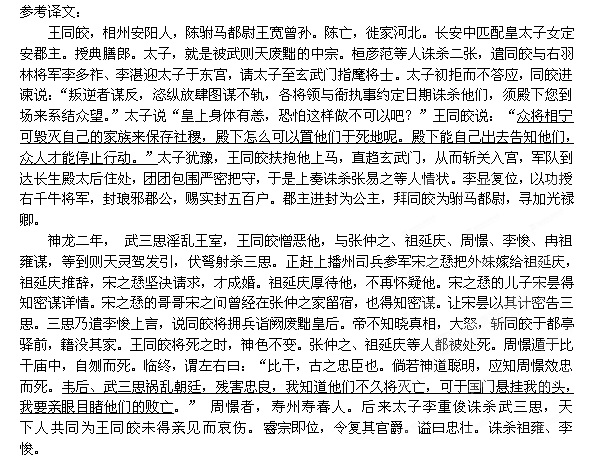 参考译文：
王同皎，相州安阳人，陈驸马都尉王宽曾孙。陈亡，徙家河北。长安中匹配皇太子女定
安郡主。授典膳郎。太子，就是被武则天废黜的中宗。桓彦范等人诛杀二张，遣同皎与右羽
林将军李多祚、李湛迎太子于东宫，请太子至玄武门指麾将士。太子初拒而不答应，同皎进
谏说：“叛逆者谋反，恣纵放肆图谋不轨，各将领与衙执事约定日期诛杀他们，须殿下您到
场来系结众望。”太子说“皇上身体有恙，恐怕这样做不可以吧？”王同皎说：“众将相宁
可毁灭自己的家族来保存社稷，殿下怎么可以置他们于死地呢。殿下能自己出去告知他们，
众人才能停止行动。”太子犹豫，王同皎扶抱他上马，直趋玄武门，从而斩关入宫，军队到
达长生殿太后住处，团团包围严密把守，于是上奏诛杀张易之等人情状。李显复位，以功授
右千牛将军，封琅邪郡公，赐实封五百户。郡主进封为公主，拜同皎为驸马都尉，寻加光禄
卿。
神龙二年， 武三思淫乱王室，王同皎憎恶他，与张仲之、祖延庆、周憬、李悛、冉祖
雍谋，等到则天灵驾发引，伏弩射杀三思。正赶上播州司兵参军宋之愻把外妹嫁给祖延庆，
祖延庆推辞，宋之愻坚决请求，才成婚。祖延庆厚待他，不再怀疑他。宋之愻的儿子宋昙得
知密谋详情。宋之愻的哥哥宋之问曾经在张仲之家留宿，也得知密谋。让宋昙以其计密告三
思。三思乃遣李悛上言，说同皎将拥兵诣阙废黜皇后。帝不知晓真相，大怒，斩同皎于都亭
驿前，籍没其家。王同皎将死之时，神色不变。张仲之、祖延庆等人都被处死。周憬遁于比
干庙中，自刎而死。临终，谓左右曰：“比干，古之忠臣也。倘若神道聪明，应知周憬效忠
而死。韦后、武三思祸乱朝廷，残害忠良，我知道他们不久将灭亡，可于国门悬挂我的头，
我要亲眼目睹他们的败亡。” 周憬者，寿州寿春人。后来太子李重俊诛杀武三思，天
下人共同为王同皎未得亲见而哀伤。睿宗即位，令复其官爵。谥曰忠壮。诛杀祖雍、李
悛。